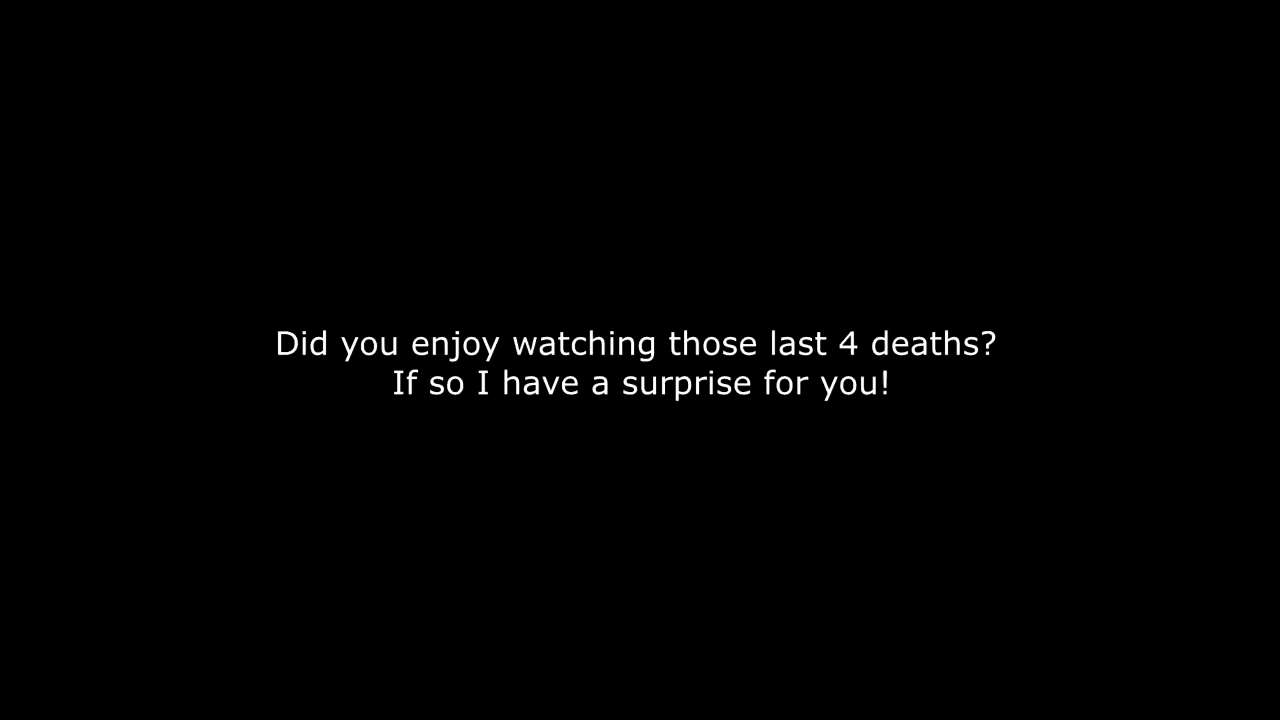 Did you enjoy watching those last 4 deaths?
If so I have a surprise for you!